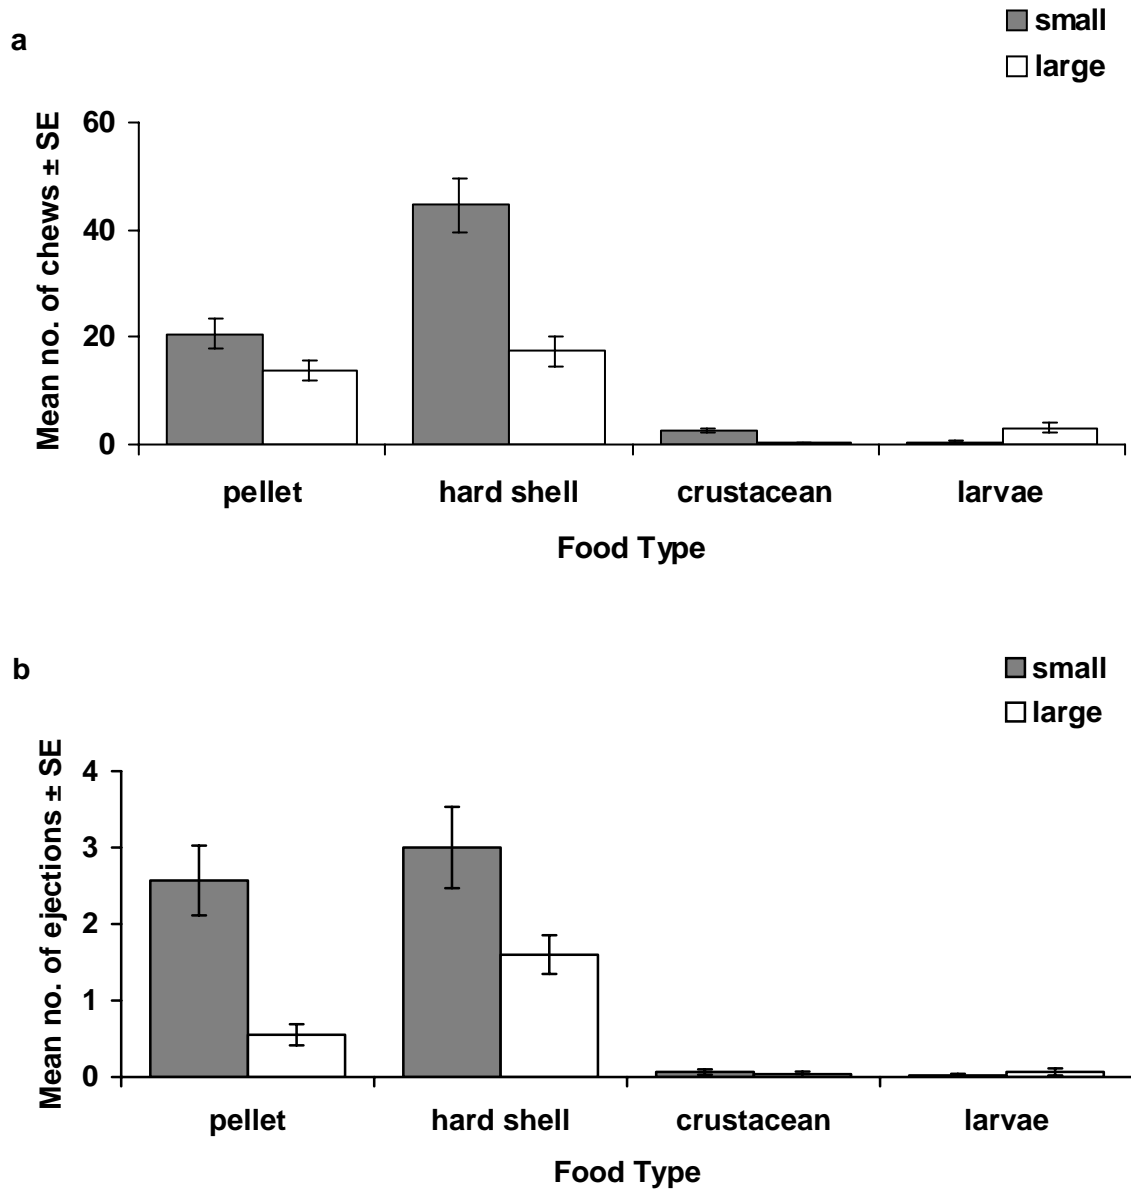 a
small
large
Mean no. of chews ± SE
60
40
20
0
pellet hard shell crustacean larvae
Food Type
b
small
large
Mean no. of ejections ± SE
4
3
2
1
0
pellet hard shell crustacean larvae
Food Type